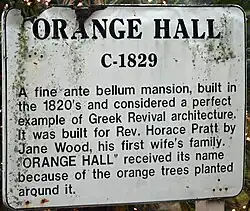 ORANGE HALL
C-1829
A fine ante bellum mansion, built in
the 1820's and considered a perfect
example of Greek Revival architecture.
It was built for Rev. Horace Pratt by
Jane Wood, his first wife's family.
"ORANGE HALL" received its name
because of the orange trees planted
around it.